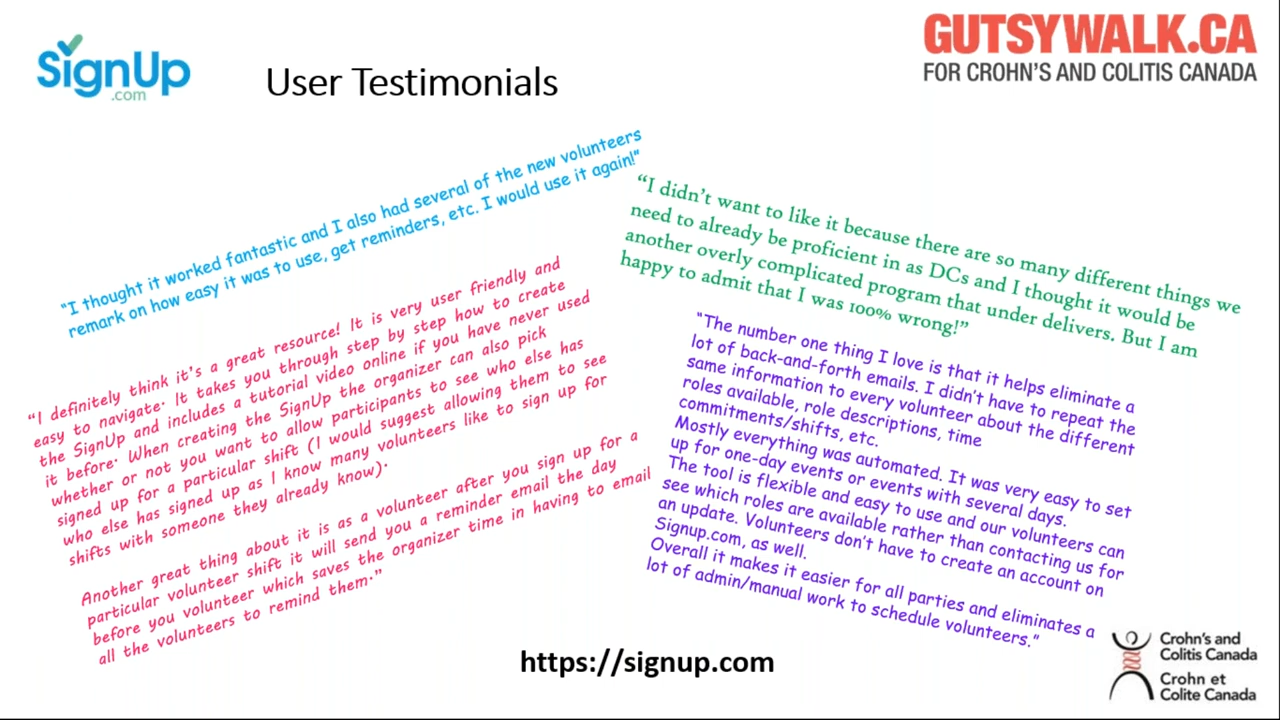 SignUp
.com
User Testimonials
GUTSYWALK.CA
FOR CROHN'S AND COLITIS CANADA
"I thought it worked fantastic and I also had several of the new volunteers
remark on how easy it was to use, get reminders, etc. I would use it again!"
"I didn't want to like it because there are so many different things we
need to already be proficient in as DCs and I thought it would be
another overly complicated program that under delivers. But I am
happy to admit that I was 100% wrong!"
"I definitely think it's a great resource! It is very user friendly and
easy to navigate. It takes you through step by step how to create
the SignUp and includes a tutorial video online if you have never used
it before. When creating the SignUp the organizer can also pick
whether or not you want to allow participants to see who else has
signed up for a particular shift (I would suggest allowing them to see
who else has signed up as I know many volunteers like to sign up for
shifts with someone they already know).
Another great thing about it is as a volunteer after you sign up for a
particular volunteer shift it will send you a reminder email the day
before you volunteer which saves the organizer time in having to email
all the volunteers to remind them."
"The number one thing I love is that it helps eliminate a
lot of back-and-forth emails. I didn't have to repeat the
same information to every volunteer about the different
roles available, role descriptions, time
commitments/shifts, etc.
Mostly everything was automated. It was very easy to set
up for one-day events or events with several days.
The tool is flexible and easy to use and our volunteers can
see which roles are available rather than contacting us for
an update. Volunteers don't have to create an account on
Signup.com, as well.
Overall it makes it easier for all parties and eliminates a
lot of admin/manual work to schedule volunteers."
https://signup.com
Crohn's and
Colitis Canada
Crohn et
Colite Canada